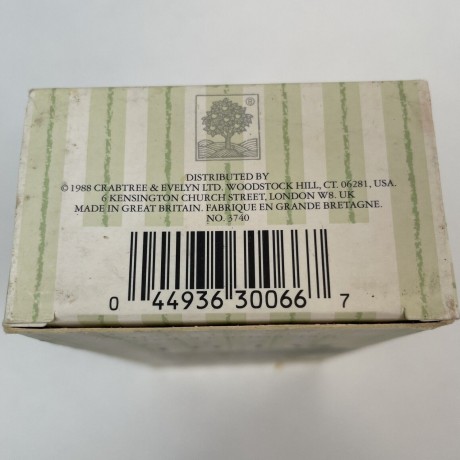 ®
DISTRIBUTED BY
© 1988 CRABTREE & EVELYN LTD. WOODSTOCK HILL, CT. 06281, USA.
6 KENSINGTON CHURCH STREET, LONDON W8. UK
MADE IN GREAT BRITAIN. FABRIQUE EN GRANDE BRETAGNE.
NO. 3740
0 44936 30066 7